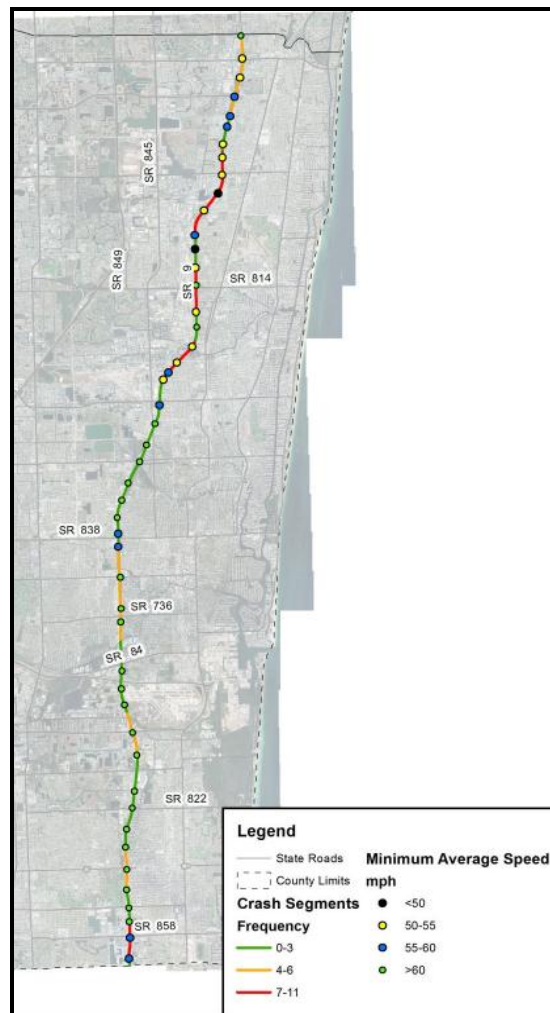 SR 845
SR 849
SR 9
SR 814
SR 838
SR 736
SR 84
SR 822
SR 858
Legend
State Roads
County Limits
Crash Segments
Frequency
0-3
4-6
7-11
Minimum Average Speed
mph
<50
50-55
55-60
>60